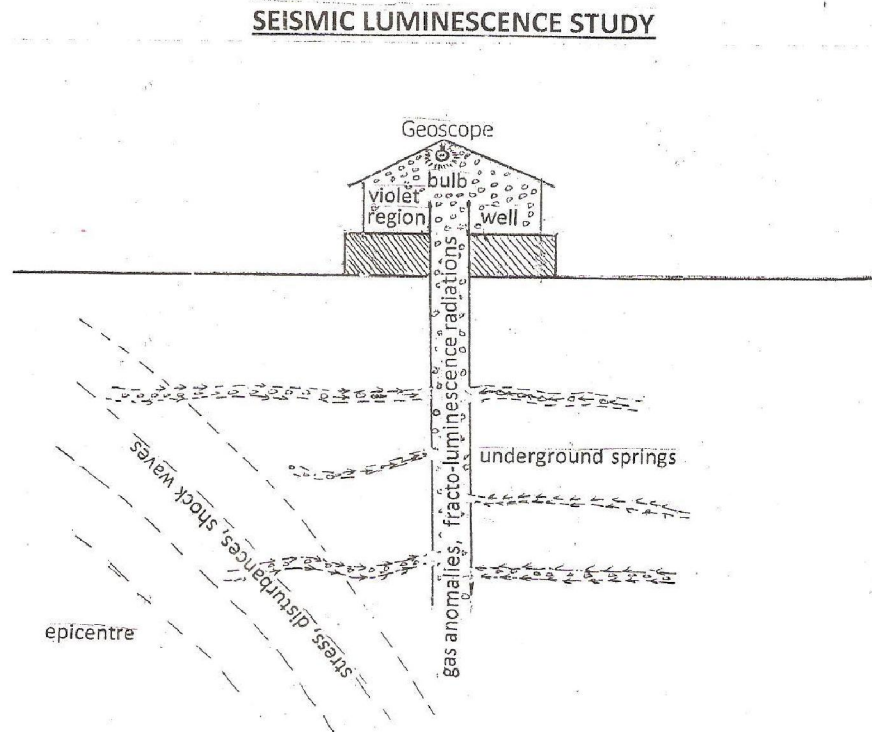 SEISMIC LUMINESCENCE STUDY
Geoscope
bulb
violet
region
well
gas anomalies, fracto-luminescence radiations
underground springs
stress, disturbances, shock waves
epicentre